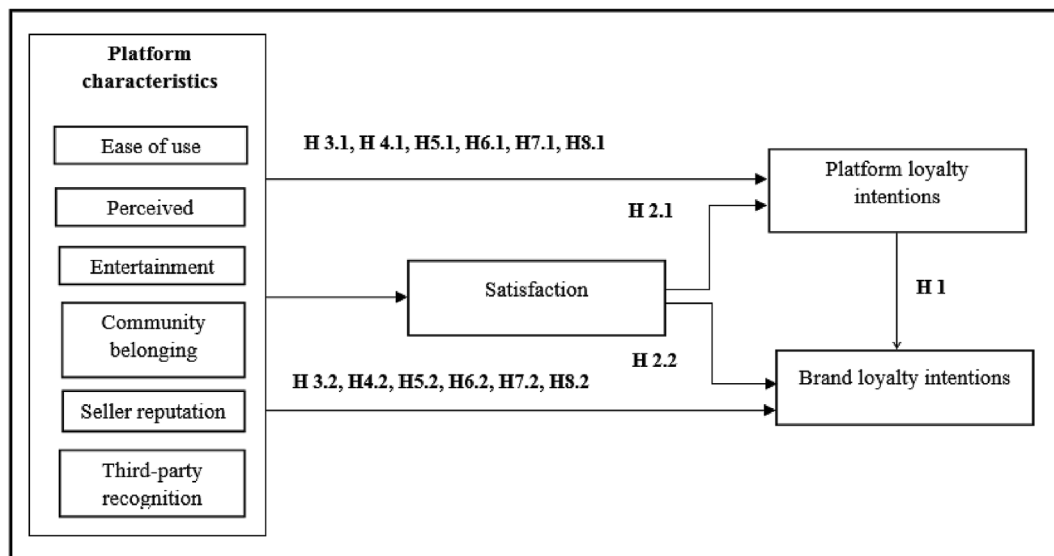 Platform
characteristics
Ease of use
Perceived
Entertainment
Community
belonging
Seller reputation
Third-party
recognition
H 3.1, H 4.1, H5.1, H6.1, H7.1, H8.1
H 2.1
Satisfaction
H 2.2
H 3.2, H4.2, H5.2, H6.2, H7.2, H8.2
Platform loyalty
intentions
H 1
Brand loyalty intentions